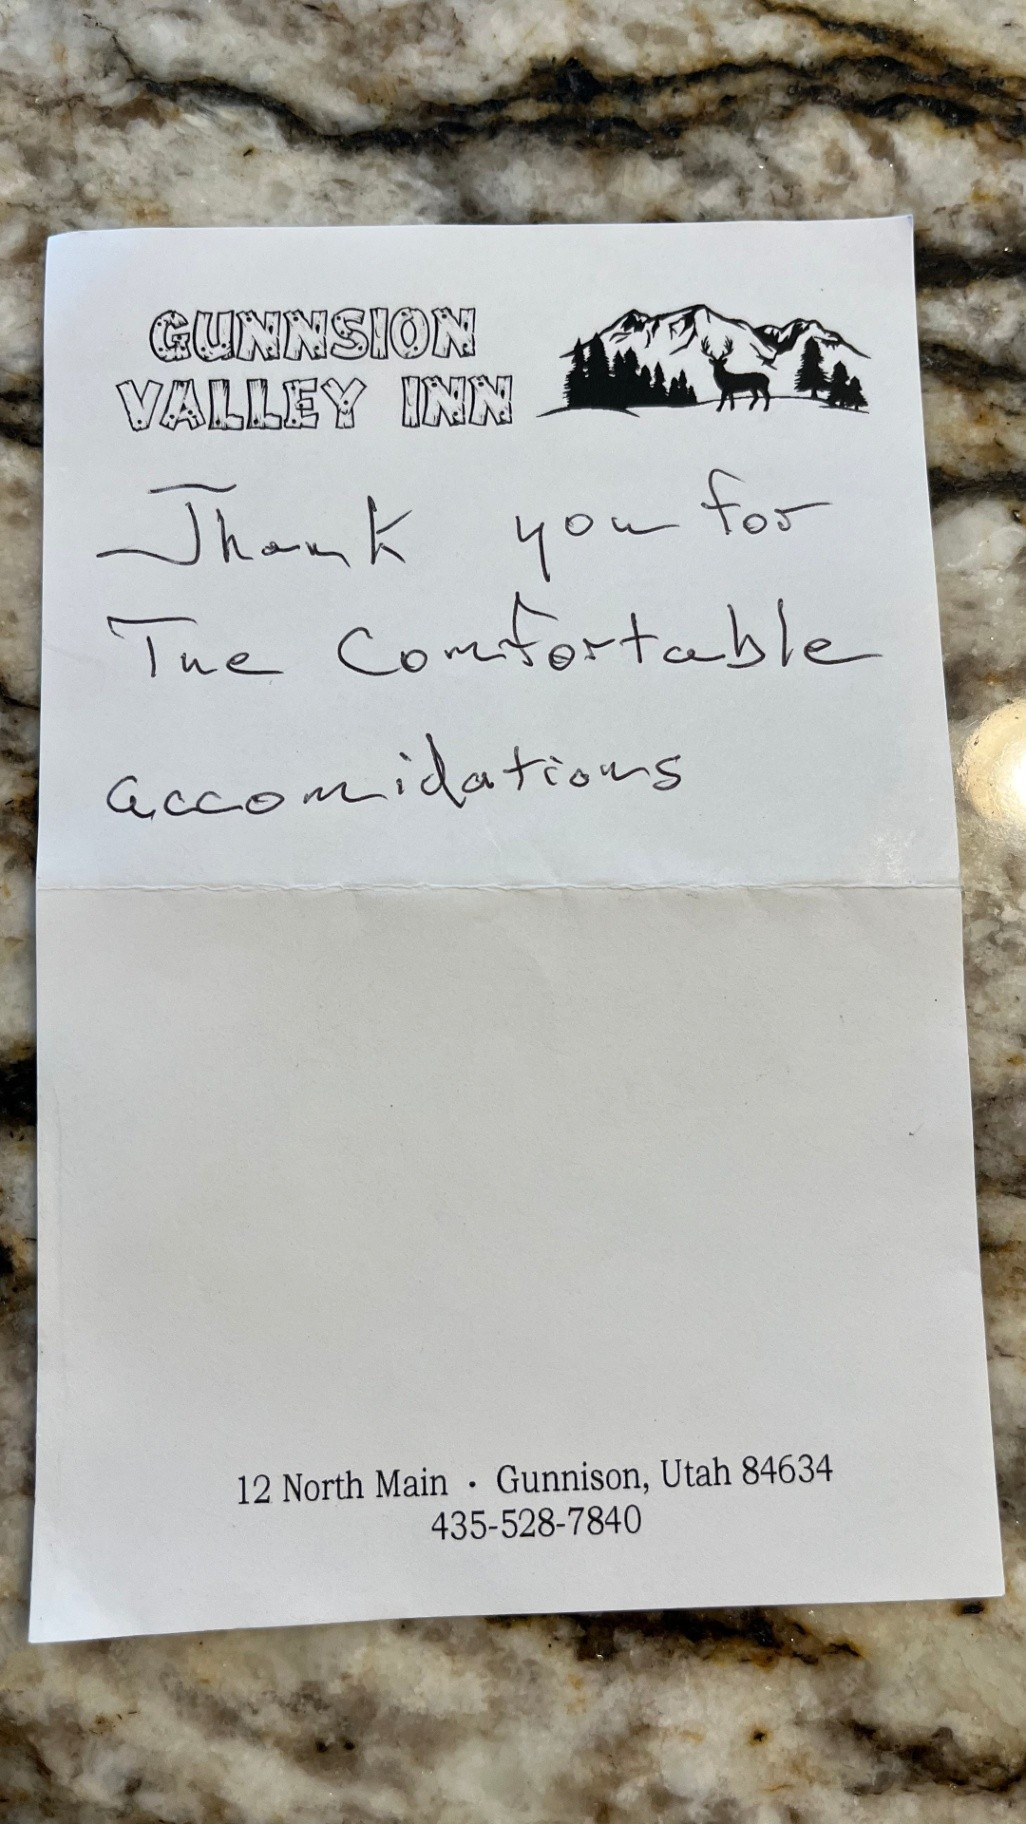 GUNNSION
VALLEY INN
Thank you for
The Comfortable
accomidations
12 North Main · Gunnison, Utah 84634
435-528-7840